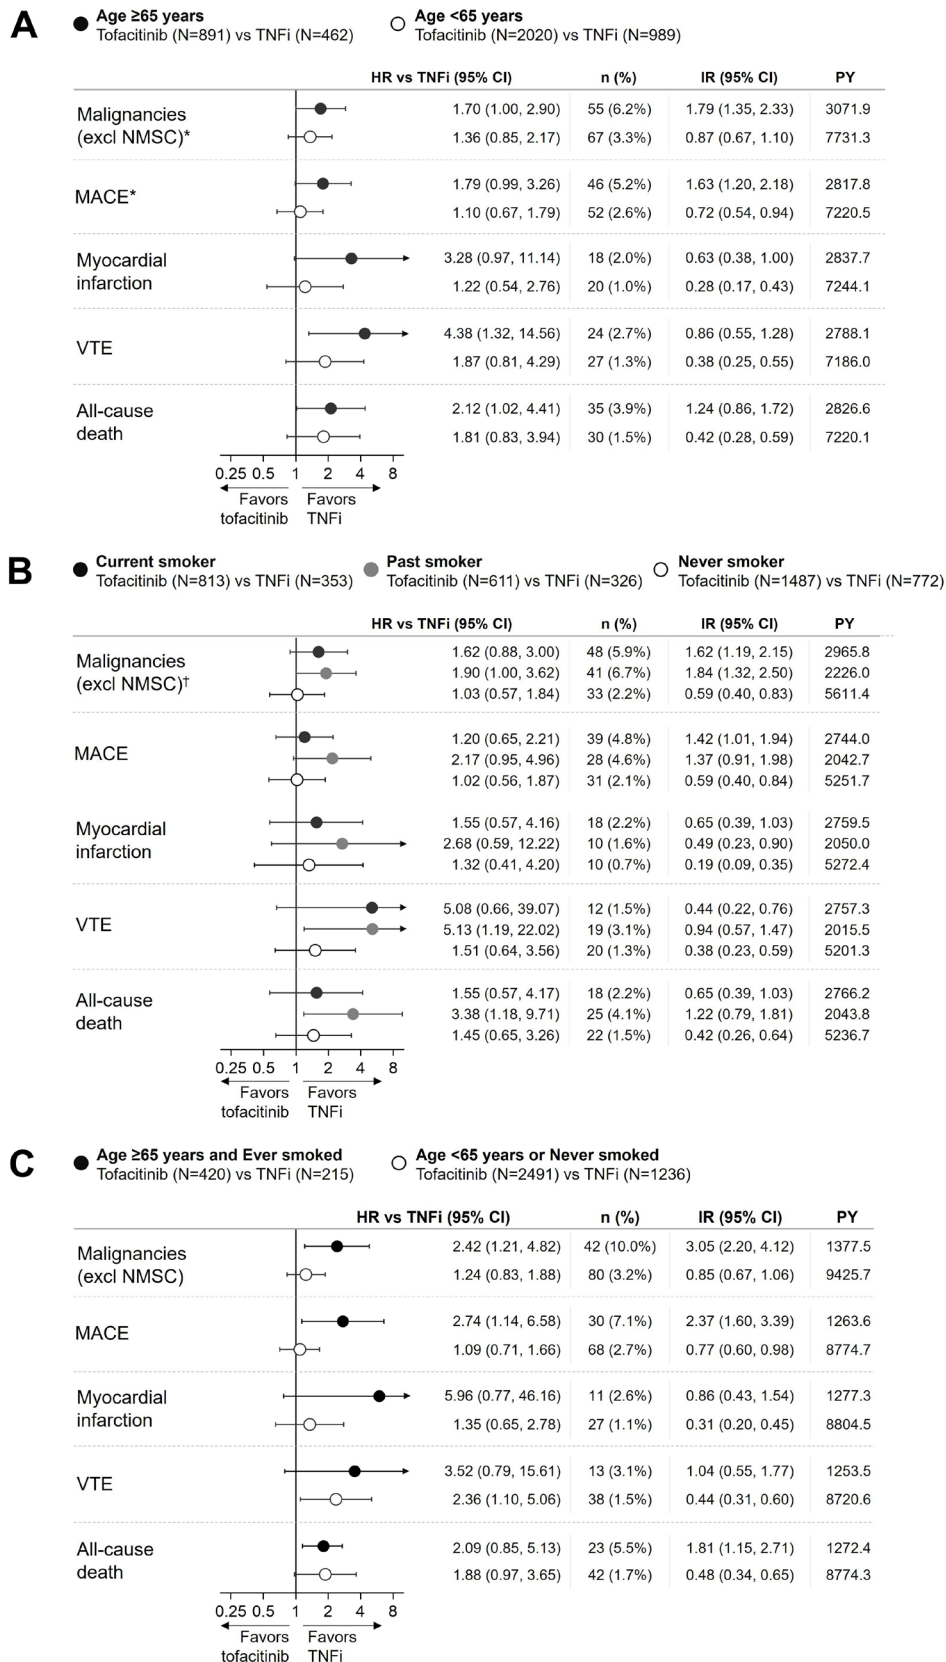 A
Age ≥65 years
Tofacitinib (N=891) vs TNFi (N=462)
Age <65 years
Tofacitinib (N=2020) vs TNFi (N=989)
HR vs TNFi (95% CI) n (%) IR (95% CI) PY
Malignancies
(excl NMSC)*
1.70 (1.00, 2.90) 55 (6.2%) 1.79 (1.35, 2.33) 3071.9
1.36 (0.85, 2.17) 67 (3.3%) 0.87 (0.67, 1.10) 7731.3
MACE*
1.79 (0.99, 3.26) 46 (5.2%) 1.63 (1.20, 2.18) 2817.8
1.10 (0.67, 1.79) 52 (2.6%) 0.72 (0.54, 0.94) 7220.5
Myocardial
infarction
3.28 (0.97, 11.14) 18 (2.0%) 0.63 (0.38, 1.00) 2837.7
1.22 (0.54, 2.76) 20 (1.0%) 0.28 (0.17, 0.43) 7244.1
VTE
4.38 (1.32, 14.56) 24 (2.7%) 0.86 (0.55, 1.28) 2788.1
1.87 (0.81, 4.29) 27 (1.3%) 0.38 (0.25, 0.55) 7186.0
All-cause
death
2.12 (1.02, 4.41) 35 (3.9%) 1.24 (0.86, 1.72) 2826.6
1.81 (0.83, 3.94) 30 (1.5%) 0.42 (0.28, 0.59) 7220.1
0.25 0.5 1 2 4 8
Favors
tofacitinib
Favors
TNFi
B
Current smoker
Tofacitinib (N=813) vs TNFi (N=353)
Past smoker
Tofacitinib (N=611) vs TNFi (N=326)
Never smoker
Tofacitinib (N=1487) vs TNFi (N=772)
HR vs TNFi (95% CI) n (%) IR (95% CI) PY
Malignancies
(excl NMSC)†
1.62 (0.88, 3.00) 48 (5.9%) 1.62 (1.19, 2.15) 2965.8
1.90 (1.00, 3.62) 41 (6.7%) 1.84 (1.32, 2.50) 2226.0
1.03 (0.57, 1.84) 33 (2.2%) 0.59 (0.40, 0.83) 5611.4
MACE
1.20 (0.65, 2.21) 39 (4.8%) 1.42 (1.01, 1.94) 2744.0
2.17 (0.95, 4.96) 28 (4.6%) 1.37 (0.91, 1.98) 2042.7
1.02 (0.56, 1.87) 31 (2.1%) 0.59 (0.40, 0.84) 5251.7
Myocardial
infarction
1.55 (0.57, 4.16) 18 (2.2%) 0.65 (0.39, 1.03) 2759.5
2.68 (0.59, 12.22) 10 (1.6%) 0.49 (0.23, 0.90) 2050.0
1.32 (0.41, 4.20) 10 (0.7%) 0.19 (0.09, 0.35) 5272.4
VTE
5.08 (0.66, 39.07) 12 (1.5%) 0.44 (0.22, 0.76) 2757.3
5.13 (1.19, 22.02) 19 (3.1%) 0.94 (0.57, 1.47) 2015.5
1.51 (0.64, 3.56) 20 (1.3%) 0.38 (0.23, 0.59) 5201.3
All-cause
death
1.55 (0.57, 4.17) 18 (2.2%) 0.65 (0.39, 1.03) 2766.2
3.38 (1.18, 9.71) 25 (4.1%) 1.22 (0.79, 1.81) 2043.8
1.45 (0.65, 3.26) 22 (1.5%) 0.42 (0.26, 0.64) 5236.7
0.25 0.5 1 2 4 8
Favors
tofacitinib
Favors
TNFi
C
Age ≥65 years and Ever smoked
Tofacitinib (N=420) vs TNFi (N=215)
Age <65 years or Never smoked
Tofacitinib (N=2491) vs TNFi (N=1236)
HR vs TNFi (95% CI) n (%) IR (95% CI) PY
Malignancies
(excl NMSC)
2.42 (1.21, 4.82) 42 (10.0%) 3.05 (2.20, 4.12) 1377.5
1.24 (0.83, 1.88) 80 (3.2%) 0.85 (0.67, 1.06) 9425.7
MACE
2.74 (1.14, 6.58) 30 (7.1%) 2.37 (1.60, 3.39) 1263.6
1.09 (0.71, 1.66) 68 (2.7%) 0.77 (0.60, 0.98) 8774.7
Myocardial
infarction
5.96 (0.77, 46.16) 11 (2.6%) 0.86 (0.43, 1.54) 1277.3
1.35 (0.65, 2.78) 27 (1.1%) 0.31 (0.20, 0.45) 8804.5
VTE
3.52 (0.79, 15.61) 13 (3.1%) 1.04 (0.55, 1.77) 1253.5
2.36 (1.10, 5.06) 38 (1.5%) 0.44 (0.31, 0.60) 8720.6
All-cause
death
2.09 (0.85, 5.13) 23 (5.5%) 1.81 (1.15, 2.71) 1272.4
1.88 (0.97, 3.65) 42 (1.7%) 0.48 (0.34, 0.65) 8774.3
0.25 0.5 1 2 4 8
Favors
tofacitinib
Favors
TNFi